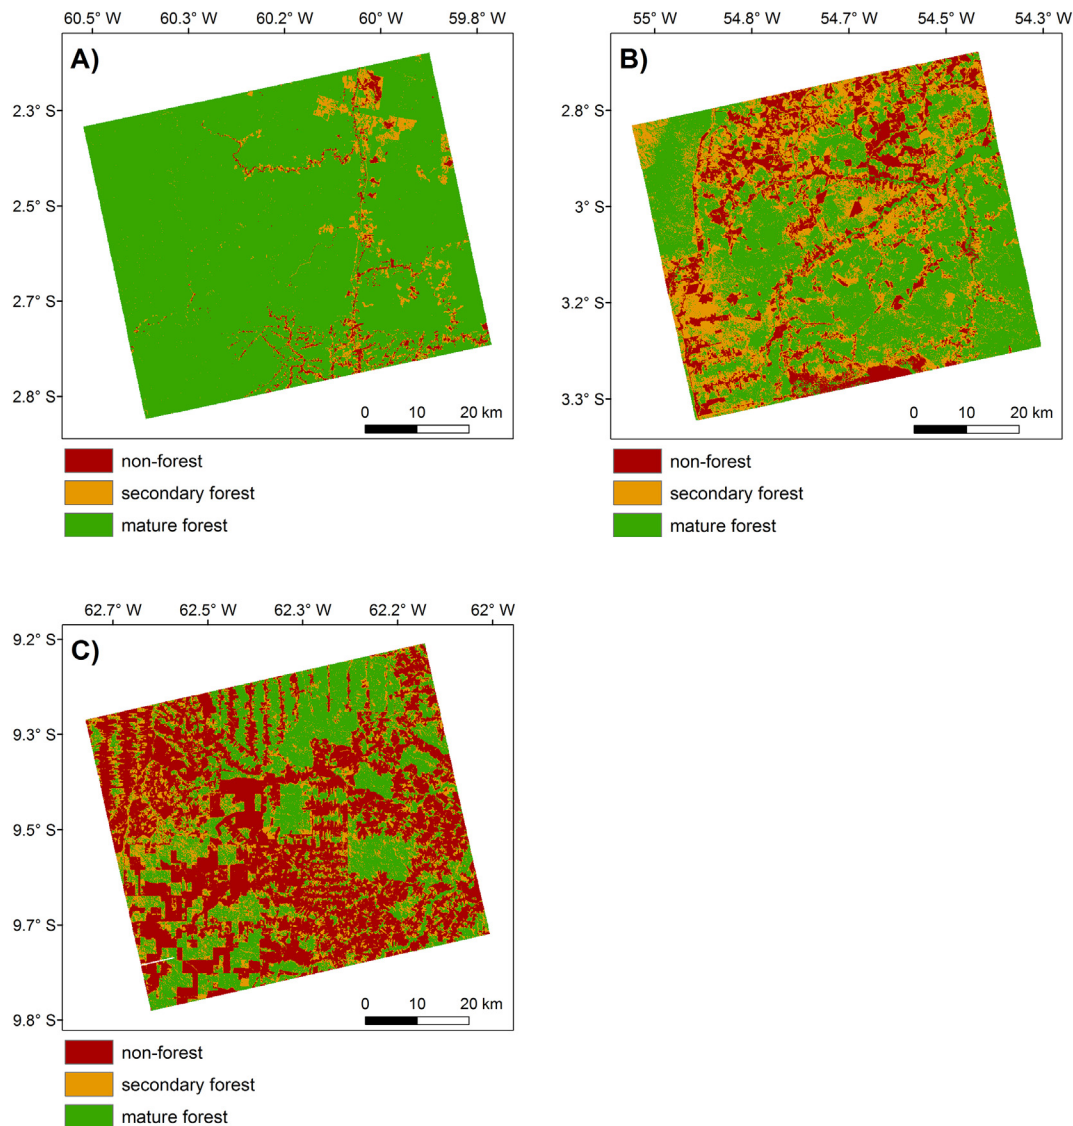 60.5° W 60.3° W 60.2° W 60° W 59.8° W
A)
2.3° S
2.5° S
2.7° S
2.8° S
0 10 20 km
non-forest
secondary forest
mature forest
55° W 54.8° W 54.7° W 54.5° W 54.3° W
B)
2.8° S
3° S
3.2° S
3.3° S
0 10 20 km
non-forest
secondary forest
mature forest
62.7° W 62.5° W 62.3° W 62.2° W 62° W
9.2° S
C)
9.3° S
9.5° S
9.7° S
9.8° S
0 10 20 km
non-forest
secondary forest
mature forest